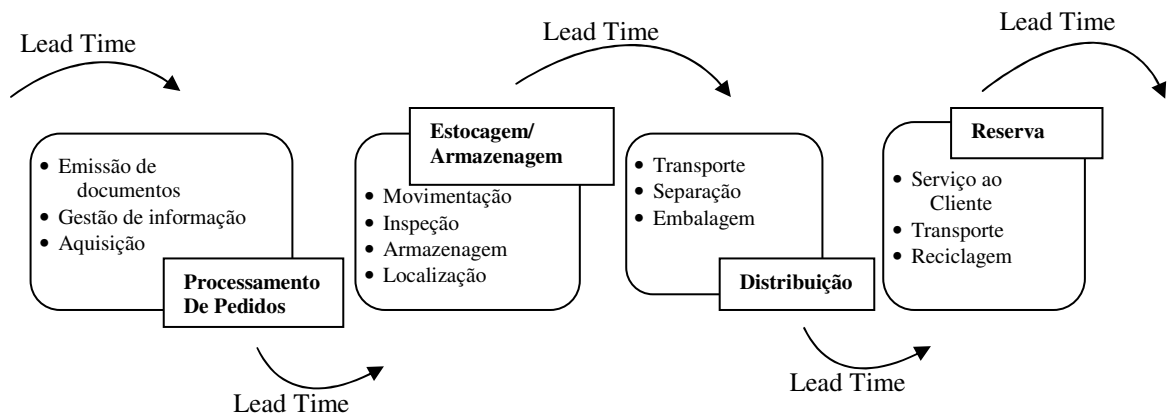 Lead Time
Lead Time
Lead Time
• Emissão de
documentos
• Gestão de informação
• Aquisição
Processamento
De Pedidos
Estocagem/
Armazenagem
• Movimentação
• Inspeção
• Armazenagem
• Localização
• Transporte
• Separação
• Embalagem
Distribuição
Reserva
• Serviço ao
Cliente
• Transporte
• Reciclagem
Lead Time
Lead Time